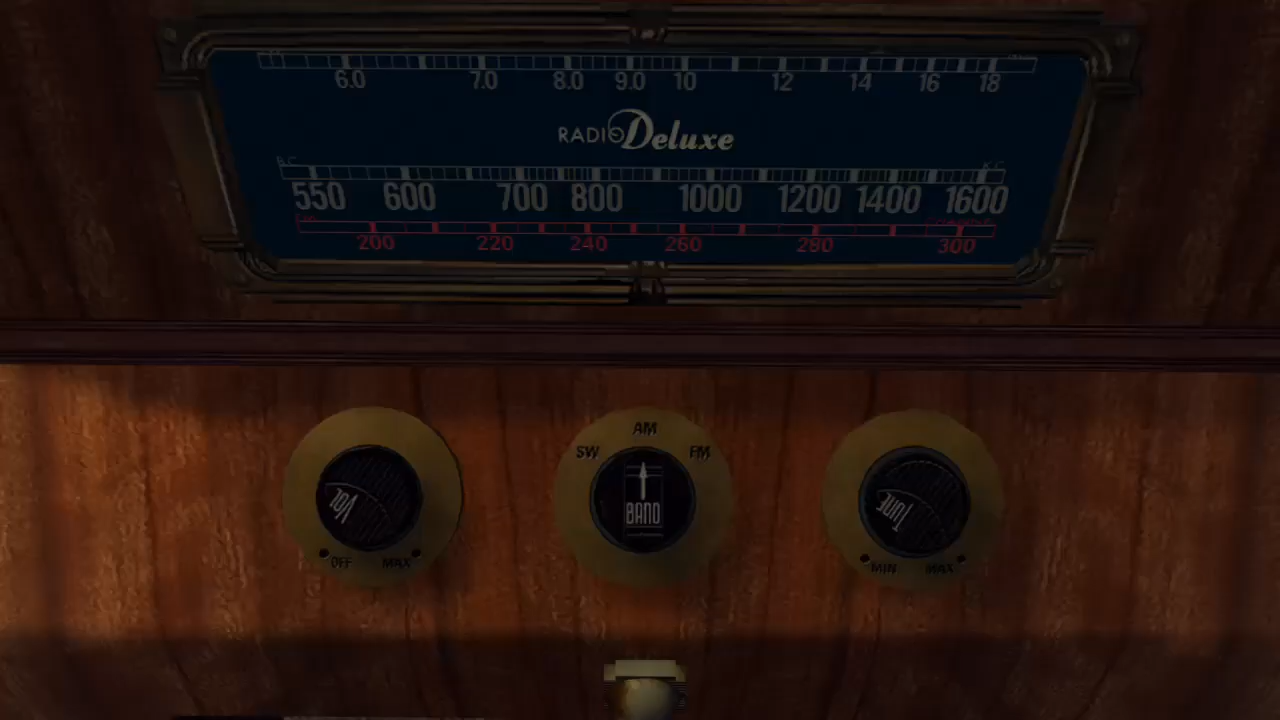 6.0 7.0 8.0 9.0 10 12 14 16 18
RADIO Deluxe
B.C. K.C.
550 600 700 800 1000 1200 1400 1600
200 220 240 260 280 300
AM
SW FM
VOL
BAND
TUNE
OFF MAX
MIN MAX